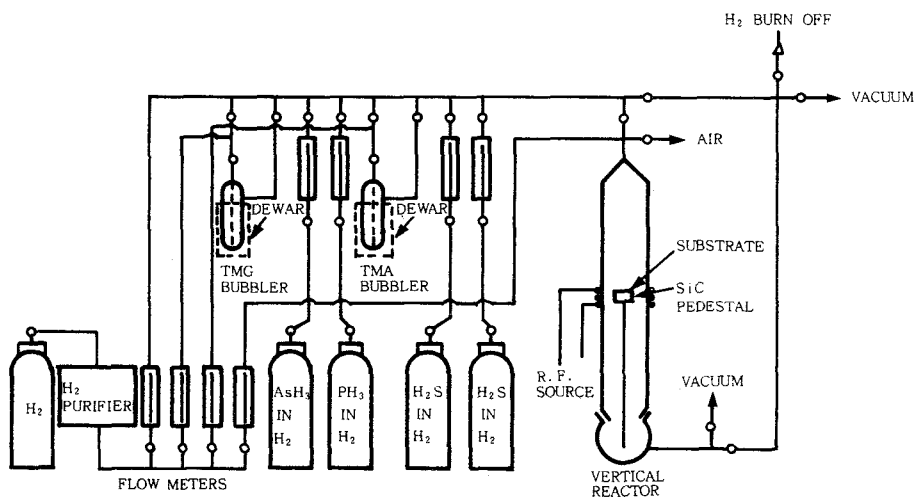 H₂ BURN OFF
VACUUM
AIR
DEWAR
DEWAR
TMG
BUBBLER
TMA
BUBBLER
SUBSTRATE
SiC
PEDESTAL
R.F.
SOURCE
VACUUM
H₂
H₂
PURIFIER
AsH₃
IN
H₂
PH₃
IN
H₂
H₂S
IN
H₂
H₂S
IN
H₂
FLOW METERS
VERTICAL
REACTOR